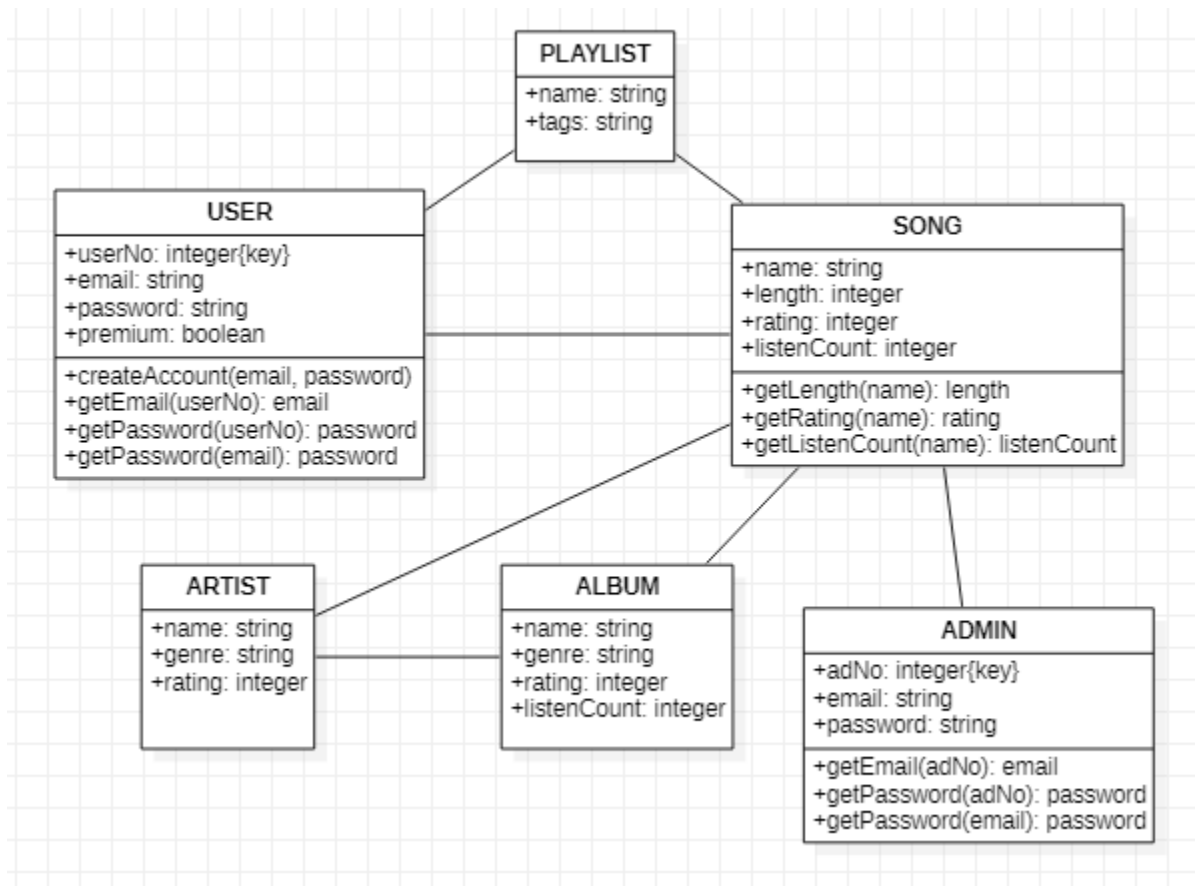 PLAYLIST
+name: string
+tags: string
USER
+userNo: integer{key}
+email: string
+password: string
+premium: boolean
+createAccount(email, password)
+getEmail(userNo): email
+getPassword(userNo): password
+getPassword(email): password
SONG
+name: string
+length: integer
+rating: integer
+listenCount: integer
+getLength(name): length
+getRating(name): rating
+getListenCount(name): listenCount
ARTIST
+name: string
+genre: string
+rating: integer
ALBUM
+name: string
+genre: string
+rating: integer
+listenCount: integer
ADMIN
+adNo: integer{key}
+email: string
+password: string
+getEmail(adNo): email
+getPassword(adNo): password
+getPassword(email): password